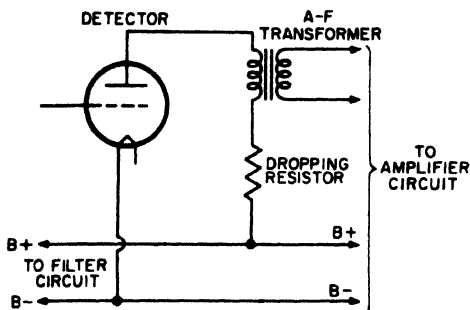 DETECTOR
A-F
TRANSFORMER
DROPPING
RESISTOR
TO
AMPLIFIER
CIRCUIT
B+
B+
TO FILTER
CIRCUIT
B-
B-